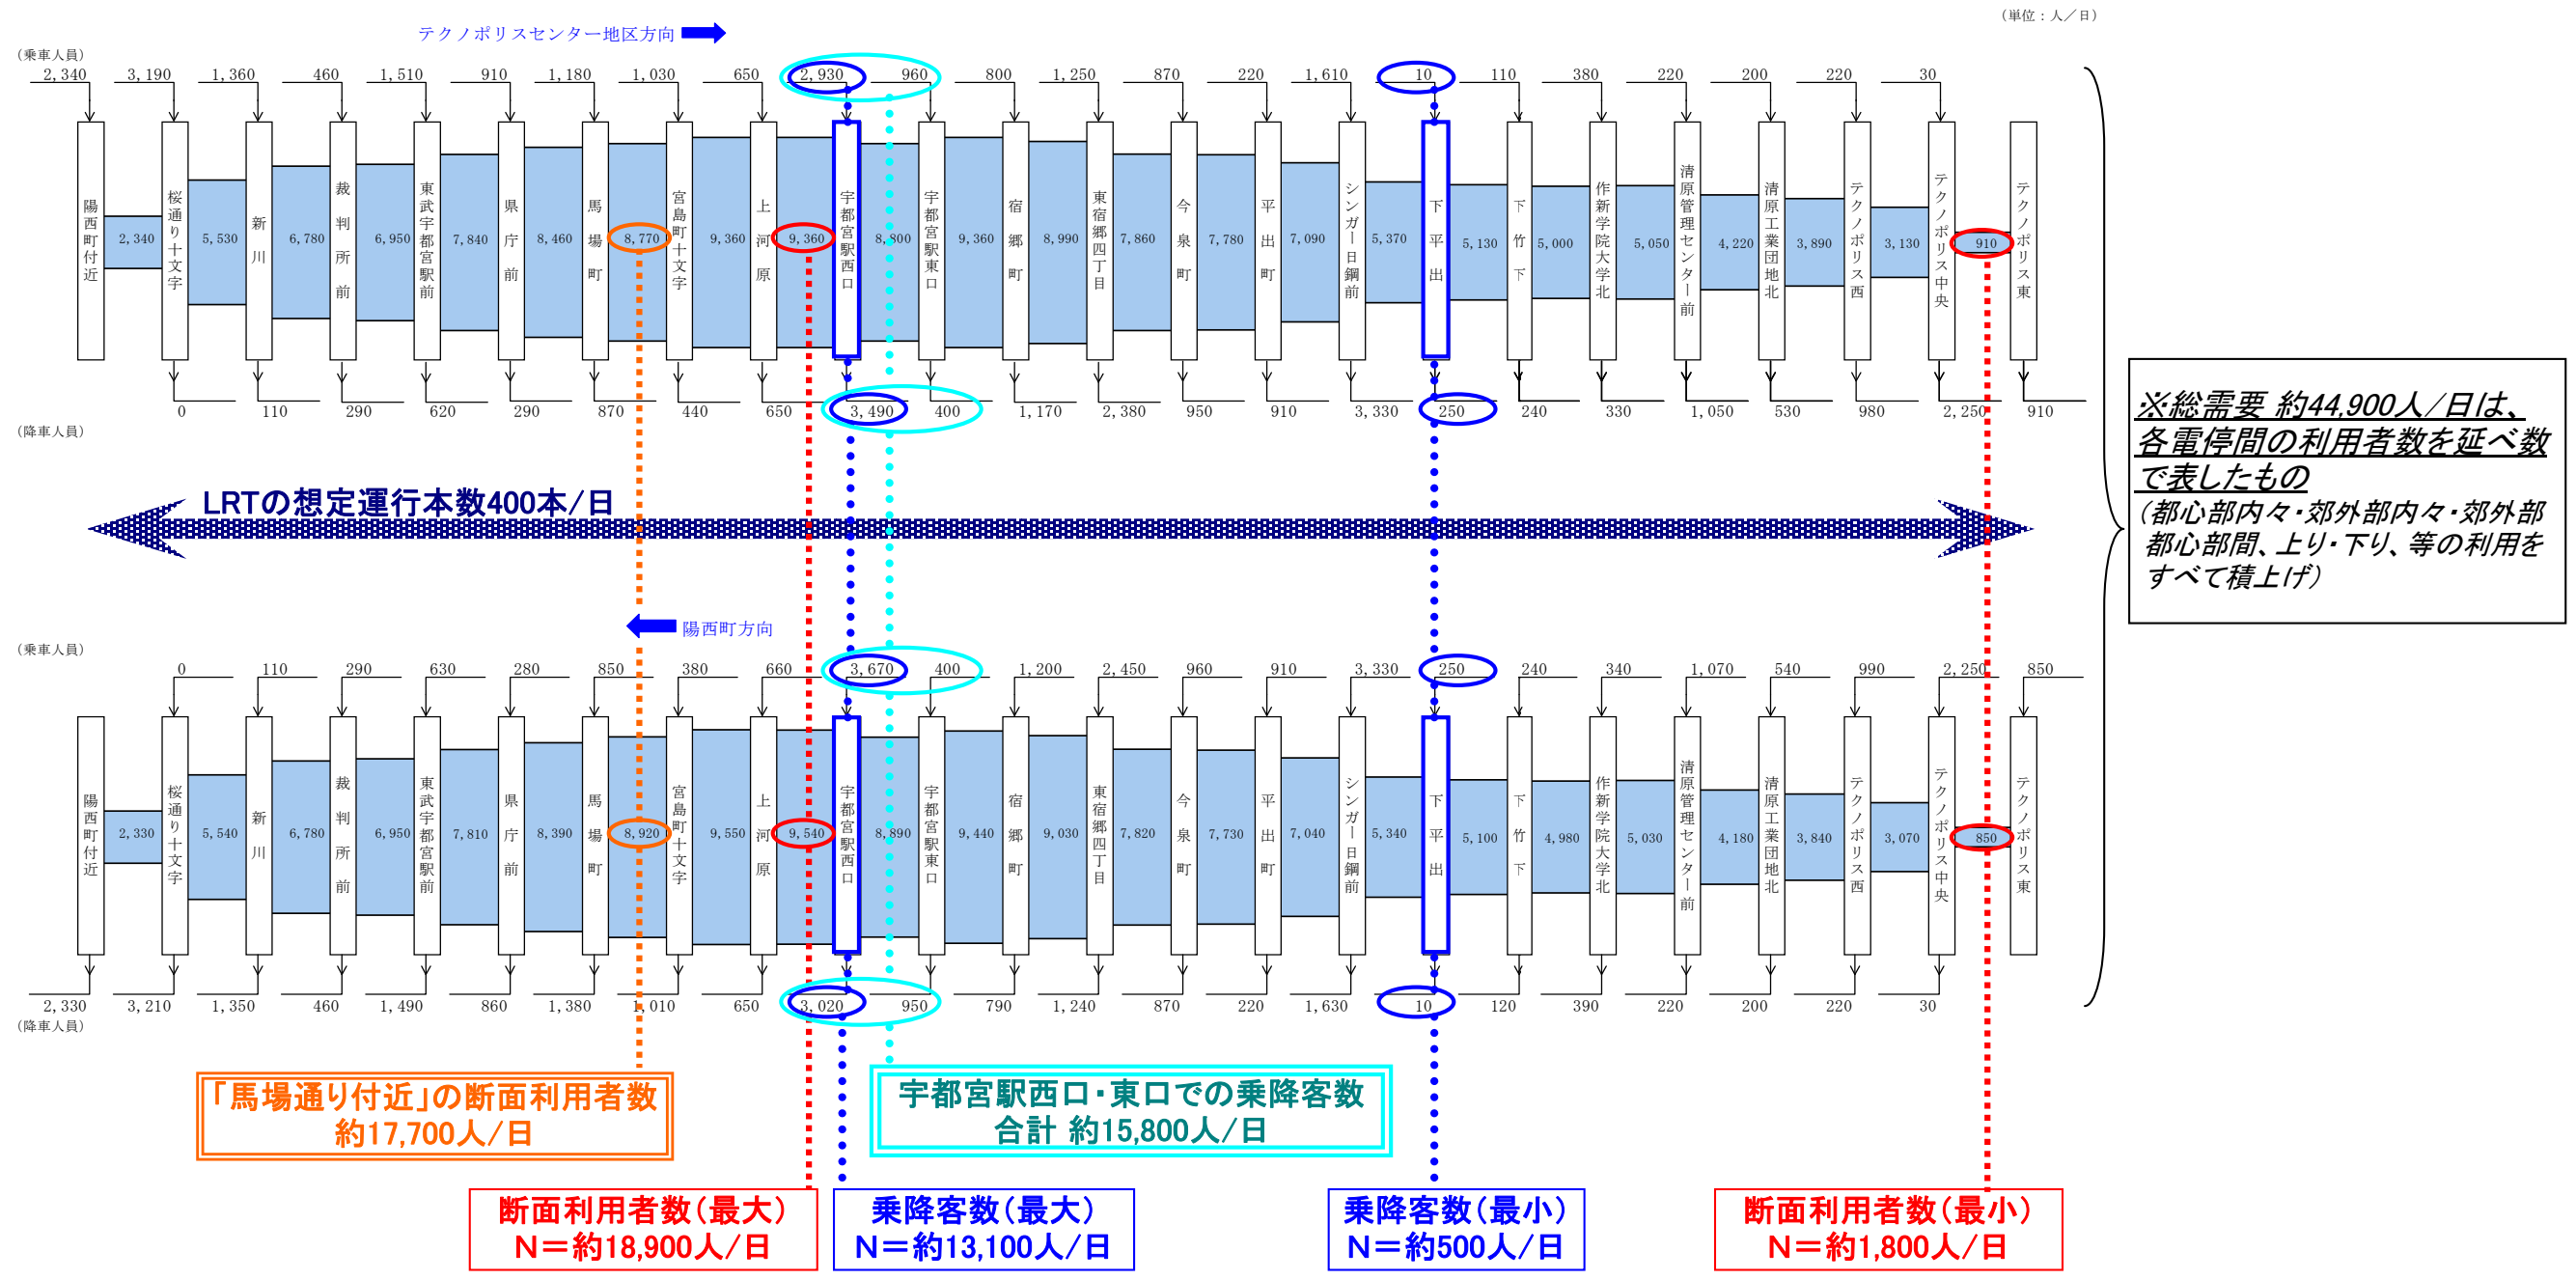 （単位：人／日）
テクノポリスセンター地区方向
（乗車人員）
2,340 3,190 1,360 460 1,510 910 1,180 1,030 650 2,930 960 800 1,250 870 220 1,610 10 110 380 220 200 220 30
陽西町付近 桜通り十文字 新川 裁判所前 東武宇都宮駅前 県庁前 馬場町 宮島町十文字 上河原 宇都宮駅西口 宇都宮駅東口 宿郷町 東宿郷四丁目 今泉町 平出町 シンガー日鋼前 下平出 下竹下 作新学院大学北 清原管理センター前 清原工業団地北 テクノポリス西 テクノポリス中央 テクノポリス東
2,340 5,530 6,780 6,950 7,840 8,460 8,770 9,360 9,360 8,800 9,360 8,990 7,860 7,780 7,090 5,370 5,130 5,000 5,050 4,220 3,890 3,130 910
0 110 290 620 290 870 440 650 3,490 400 1,170 2,380 950 910 3,330 250 240 330 1,050 530 980 2,250 910
（降車人員）
LRTの想定運行本数400本/日
陽西町方向
（乗車人員）
0 110 290 630 280 850 380 660 3,670 400 1,200 2,450 960 910 3,330 250 240 340 1,070 540 990 2,250 850
陽西町付近 桜通り十文字 新川 裁判所前 東武宇都宮駅前 県庁前 馬場町 宮島町十文字 上河原 宇都宮駅西口 宇都宮駅東口 宿郷町 東宿郷四丁目 今泉町 平出町 シンガー日鋼前 下平出 下竹下 作新学院大学北 清原管理センター前 清原工業団地北 テクノポリス西 テクノポリス中央 テクノポリス東
2,330 5,540 6,780 6,950 7,810 8,390 8,920 9,550 9,540 8,890 9,440 9,030 7,820 7,730 7,040 5,340 5,100 4,980 5,030 4,180 3,840 3,070 850
2,330 3,210 1,350 460 1,490 860 1,380 1,010 650 3,020 950 790 1,240 870 220 1,630 10 120 390 220 200 220 30
（降車人員）
※総需要 約44,900人/日は、
各電停間の利用者数を延べ数
で表したもの
（都心部内々・郊外部内々・郊外部
都心部間、上り・下り、等の利用を
すべて積上げ）
「馬場通り付近」の断面利用者数
約17,700人/日
宇都宮駅西口・東口での乗降客数
合計 約15,800人/日
断面利用者数（最大）
N＝約18,900人/日
乗降客数（最大）
N＝約13,100人/日
乗降客数（最小）
N＝約500人/日
断面利用者数（最小）
N＝約1,800人/日